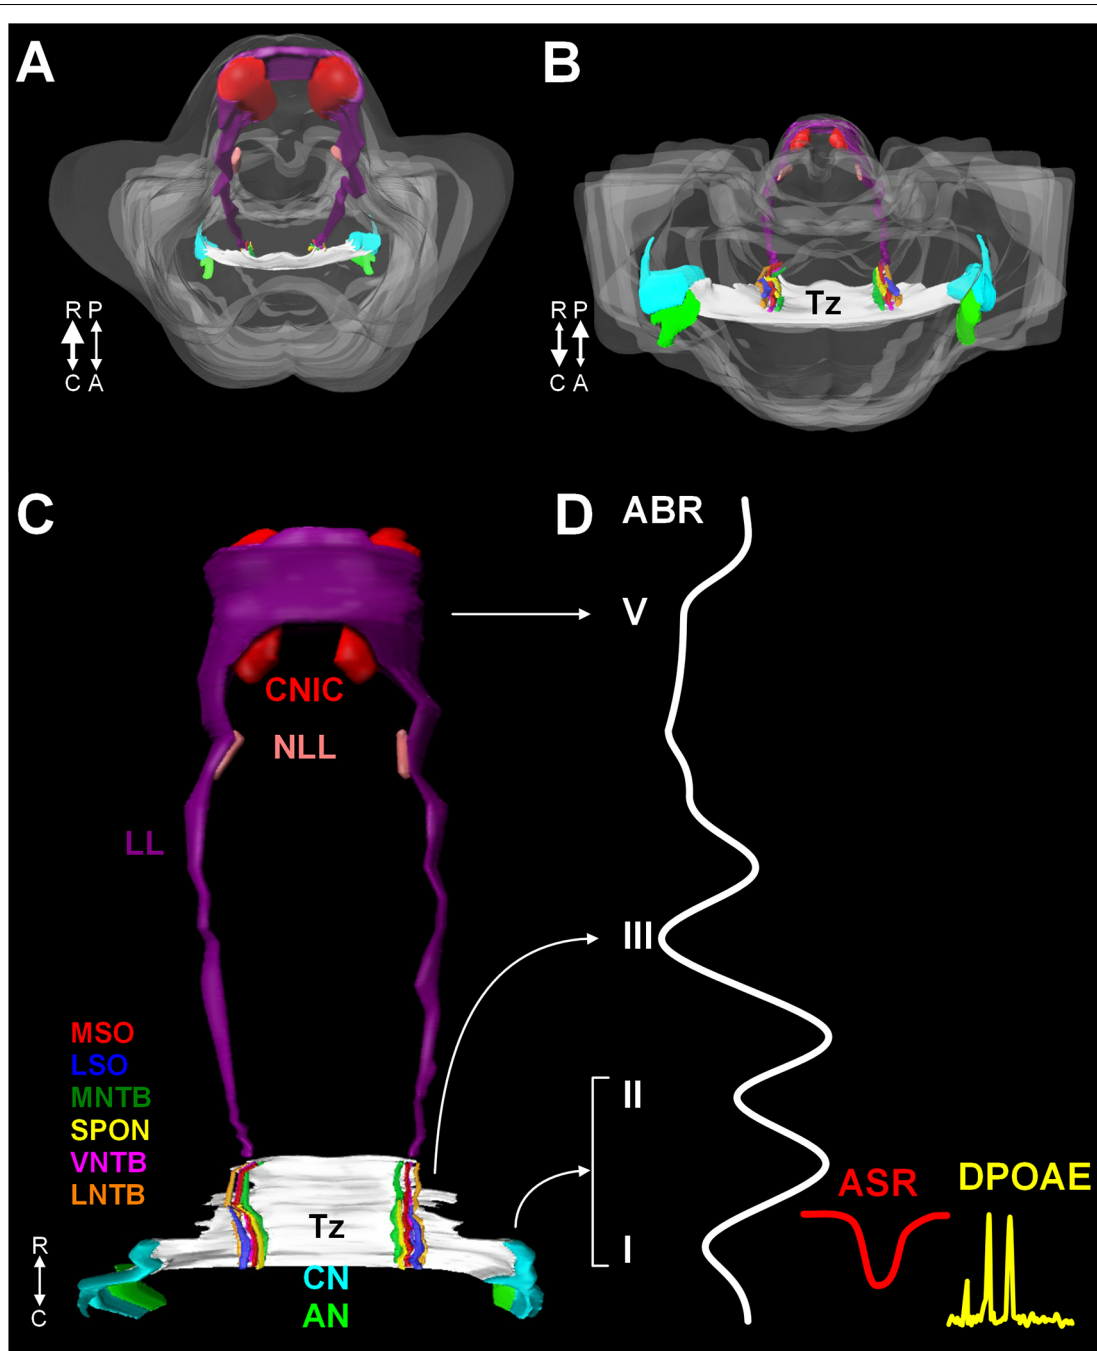 A
B
R P
C A
R P
C A
Tz
C
D
ABR
V
CNIC
NLL
LL
III
MSO
LSO
MNTB
SPON
VNTB
LNTB
II
ASR
DPOAE
Tz
I
R
C
CN
AN